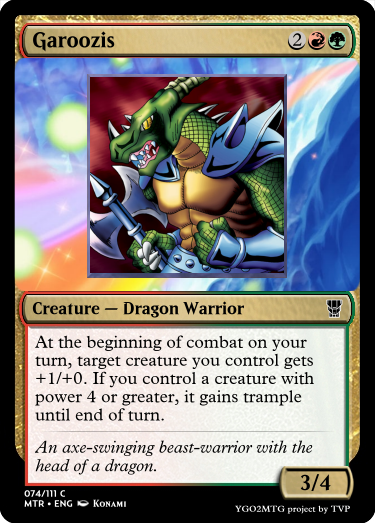 Garoozis 2
Creature — Dragon Warrior
At the beginning of combat on your
turn, target creature you control gets
+1/+0. If you control a creature with
power 4 or greater, it gains trample
until end of turn.
An axe-swinging beast-warrior with the
head of a dragon.
3/4
074/111 C
MTR • ENG Konami
YGO2MTG project by TVP